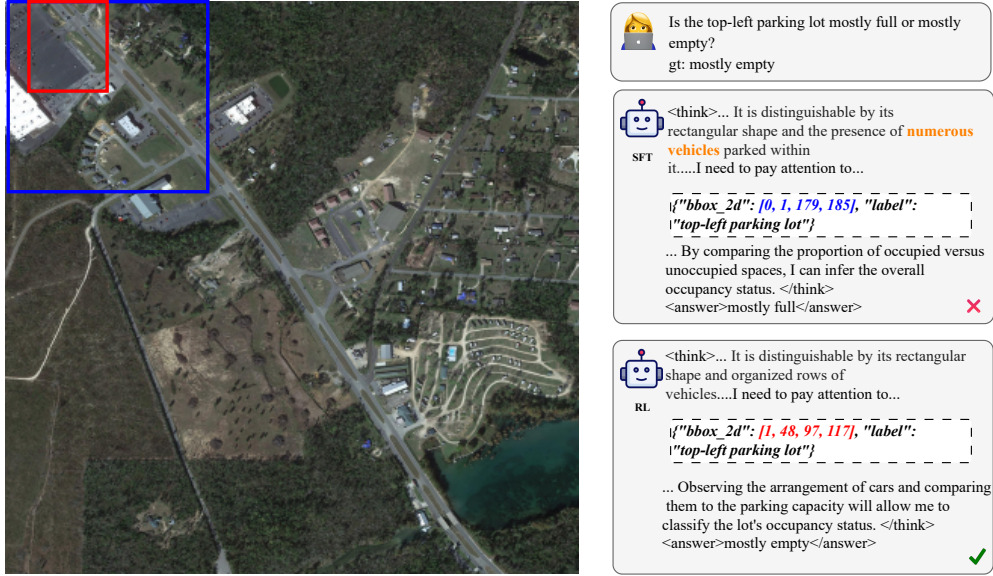 Is the top-left parking lot mostly full or mostly
empty?
gt: mostly empty
<think>... It is distinguishable by its
rectangular shape and the presence of numerous
vehicles parked within
it.....I need to pay attention to...
SFT
{"bbox_2d": [0, 1, 179, 185], "label":
"top-left parking lot"}
... By comparing the proportion of occupied versus
unoccupied spaces, I can infer the overall
occupancy status. </think>
<answer>mostly full</answer>
<think>... It is distinguishable by its rectangular
shape and organized rows of
vehicles....I need to pay attention to...
RL
{"bbox_2d": [1, 48, 97, 117], "label":
"top-left parking lot"}
... Observing the arrangement of cars and comparing
them to the parking capacity will allow me to
classify the lot's occupancy status. </think>
<answer>mostly empty</answer>